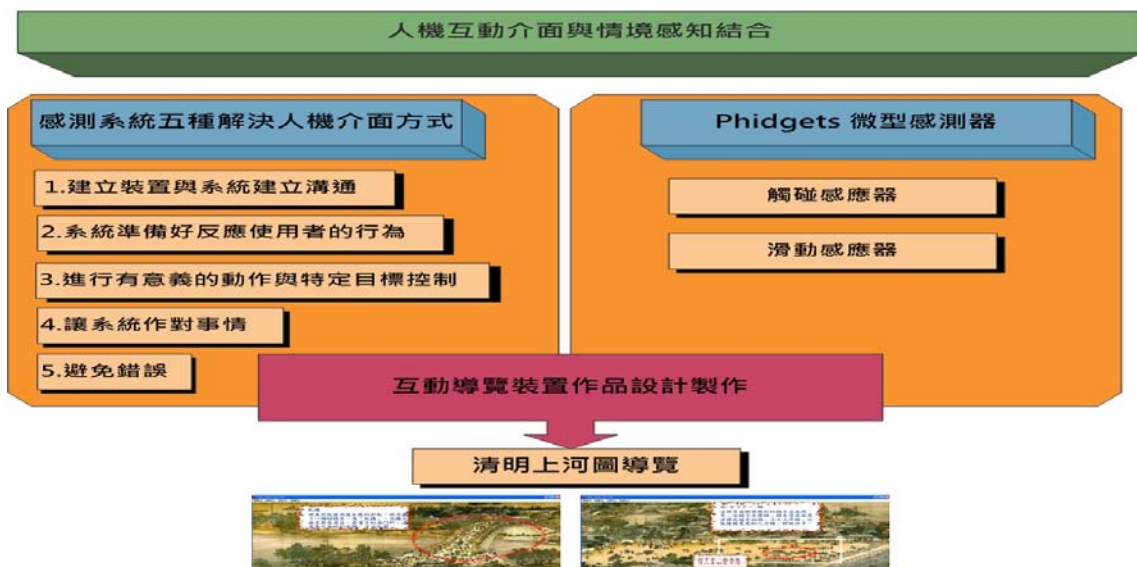 人機互動介面與情境感知結合
感測系統五種解決人機介面方式
1.建立裝置與系統建立溝通
2.系統準備好反應使用者的行為
3.進行有意義的動作與特定目標控制
4.讓系統作對事情
5.避免錯誤
Phidgets 微型感測器
觸碰感應器
滑動感應器
互動導覽裝置作品設計製作
清明上河圖導覽